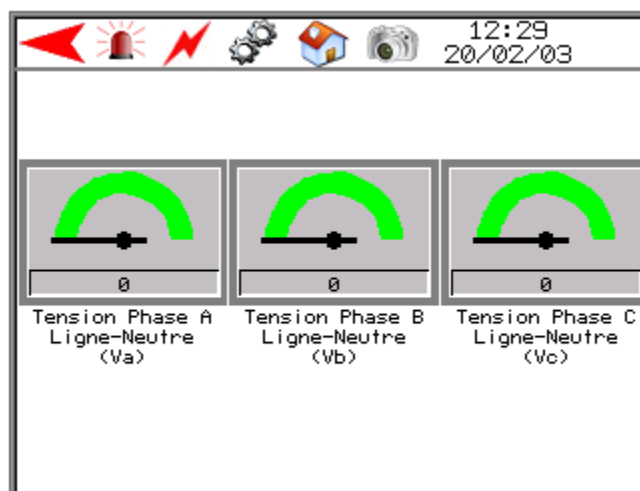 12:29
20/02/03
0
0
0
Tension Phase A
Ligne-Neutre
(Va)
Tension Phase B
Ligne-Neutre
(Vb)
Tension Phase C
Ligne-Neutre
(Vc)